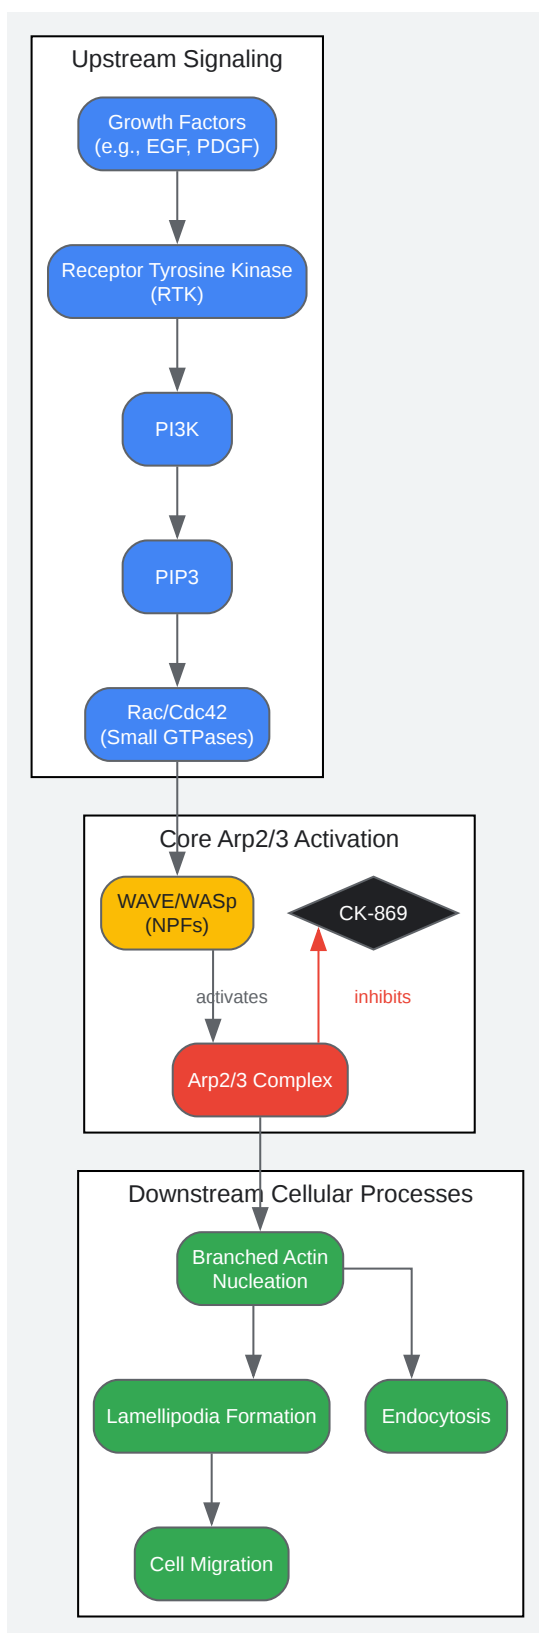 Upstream Signaling
Growth Factors
(e.g., EGF, PDGF)
Receptor Tyrosine Kinase
(RTK)
PI3K
PIP3
Rac/Cdc42
(Small GTPases)
Core Arp2/3 Activation
WAVE/WASp
(NPFs)
CK-869
activates
inhibits
Arp2/3 Complex
Downstream Cellular Processes
Branched Actin
Nucleation
Lamellipodia Formation
Endocytosis
Cell Migration